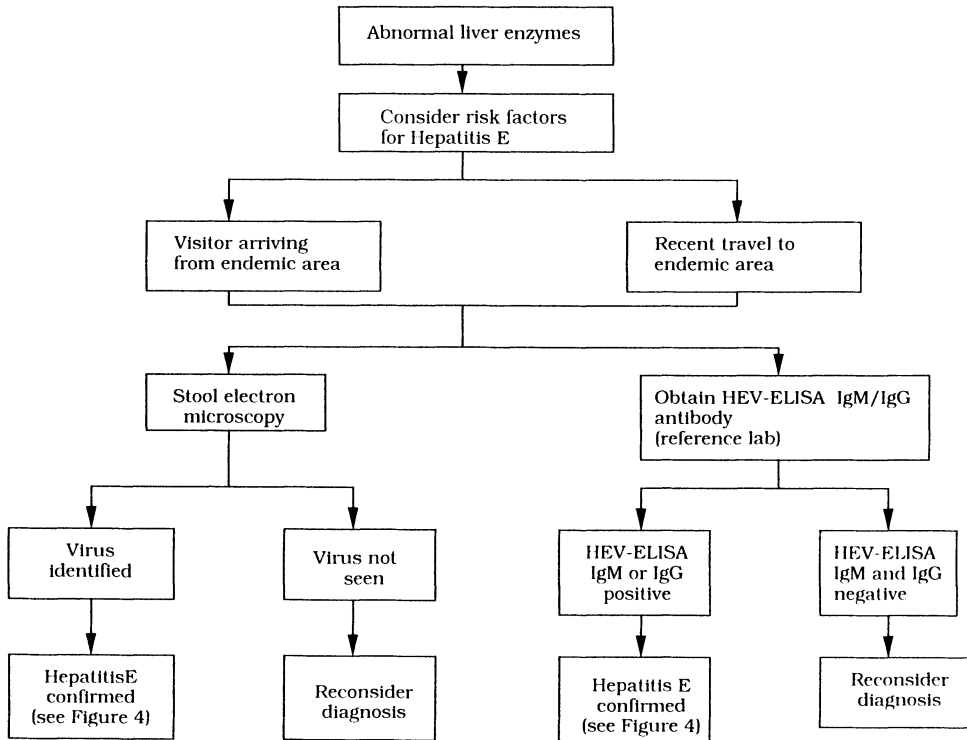 Abnormal liver enzymes
Consider risk factors
for Hepatitis E
Visitor arriving
from endemic area
Recent travel to
endemic area
Stool electron
microscopy
Obtain HEV-ELISA IgM/IgG
antibody
(reference lab)
Virus
identified
Virus not
seen
HEV-ELISA
IgM or IgG
positive
HEV-ELISA
IgM and IgG
negative
HepatitisE
confirmed
(see Figure 4)
Reconsider
diagnosis
Hepatitis E
confirmed
(see Figure 4)
Reconsider
diagnosis